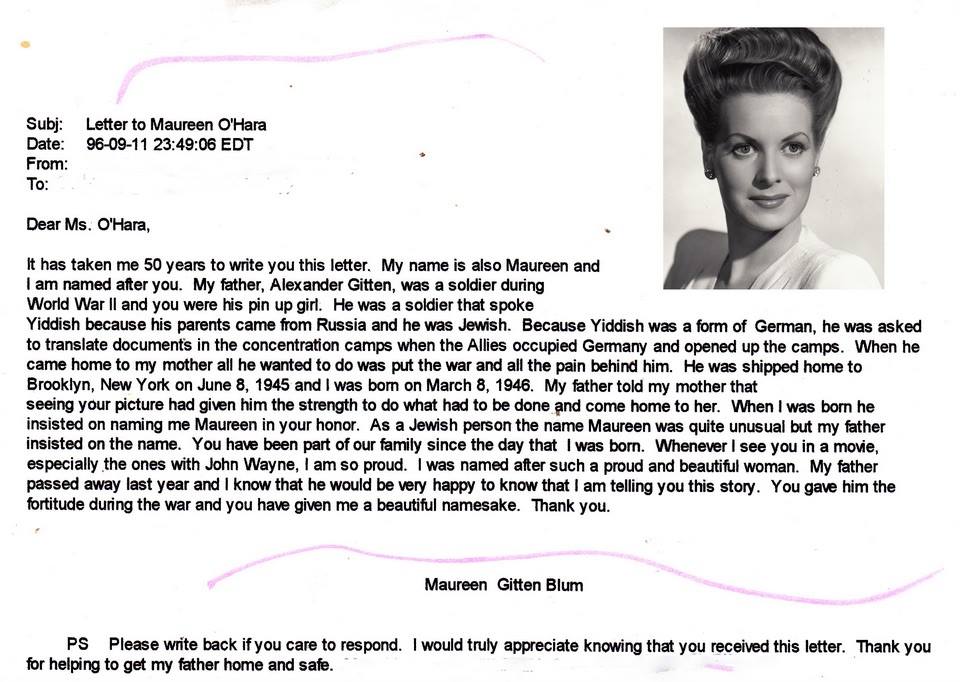 Subj: Letter to Maureen O'Hara
Date: 96-09-11 23:49:06 EDT
From:
To:
Dear Ms. O'Hara,
It has taken me 50 years to write you this letter. My name is also Maureen and
I am named after you. My father, Alexander Gitten, was a soldier during
World War II and you were his pin up girl. He was a soldier that spoke
Yiddish because his parents came from Russia and he was Jewish. Because Yiddish was a form of German, he was asked
to translate documents in the concentration camps when the Allies occupied Germany and opened up the camps. When he
came home to my mother all he wanted to do was put the war and all the pain behind him. He was shipped home to
Brooklyn, New York on June 8, 1945 and I was born on March 8, 1946. My father told my mother that
seeing your picture had given him the strength to do what had to be done and come home to her. When I was born he
insisted on naming me Maureen in your honor. As a Jewish person the name Maureen was quite unusual but my father
insisted on the name. You have been part of our family since the day that I was born. Whenever I see you in a movie,
especially the ones with John Wayne, I am so proud. I was named after such a proud and beautiful woman. My father
passed away last year and I know that he would be very happy to know that I am telling you this story. You gave him the
fortitude during the war and you have given me a beautiful namesake. Thank you.
Maureen Gitten Blum
PS Please write back if you care to respond. I would truly appreciate knowing that you received this letter. Thank you
for helping to get my father home and safe.